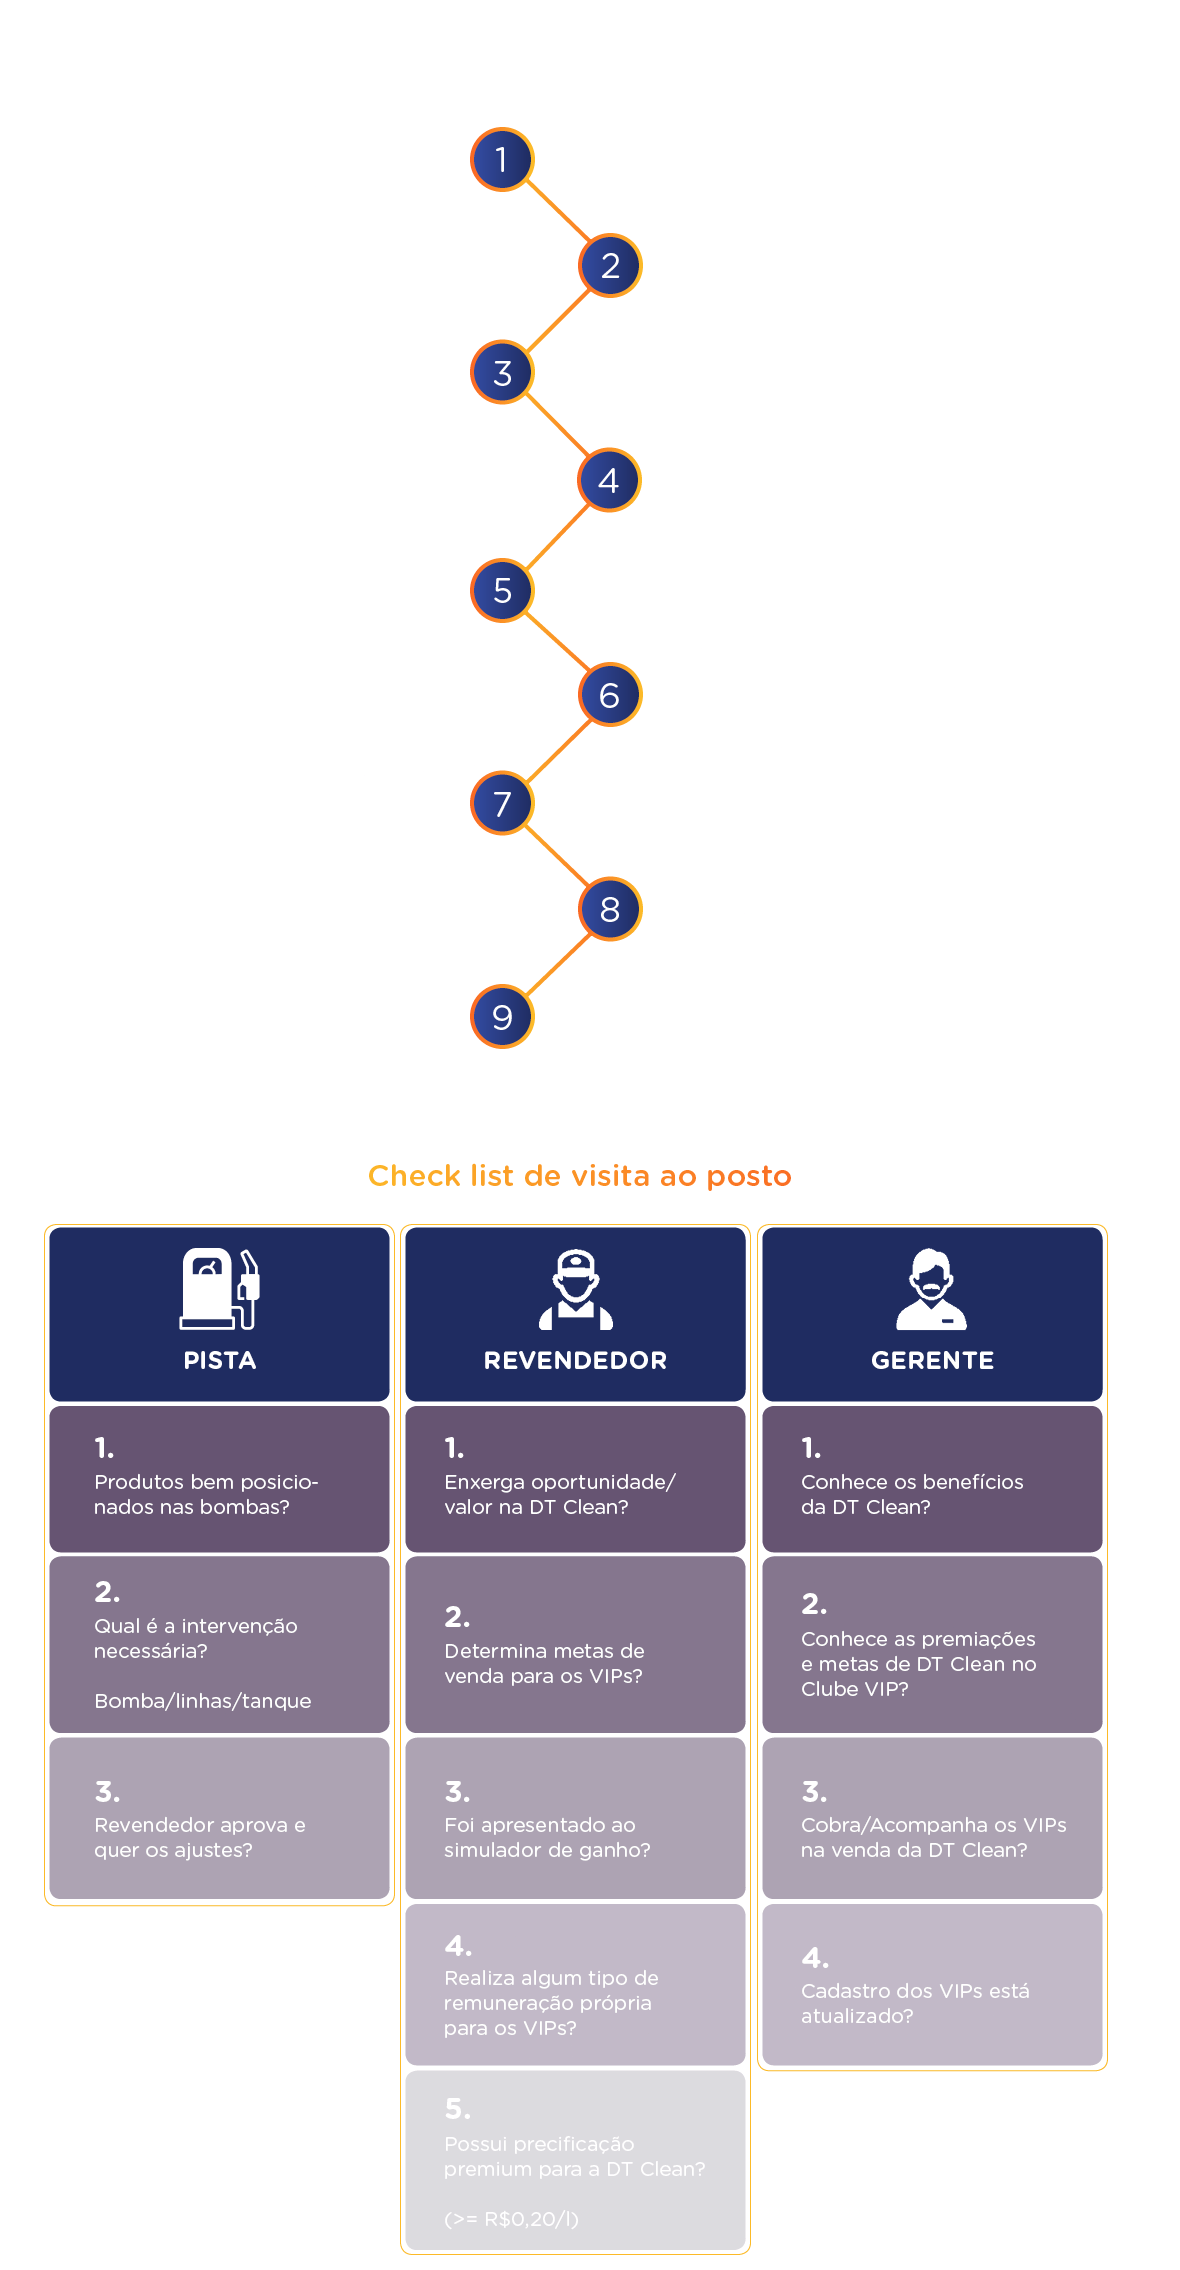 1
2
3
4
5
6
7
8
9
Check list de visita ao posto
PISTA
1.
Produtos bem posicio-
nados nas bombas?
2.
Qual é a intervenção
necessária?
Bomba/linhas/tanque
3.
Revendedor aprova e
quer os ajustes?
REVENDEDOR
1.
Enxerga oportunidade/
valor na DT Clean?
2.
Determina metas de
venda para os VIPs?
3.
Foi apresentado ao
simulador de ganho?
4.
Realiza algum tipo de
remuneração própria
para os VIPs?
5.
Possui precificação
premium para a DT Clean?
(>= R$0,20/l)
GERENTE
1.
Conhece os benefícios
da DT Clean?
2.
Conhece as premiações
e metas de DT Clean no
Clube VIP?
3.
Cobra/Acompanha os VIPs
na venda da DT Clean?
4.
Cadastro dos VIPs está
atualizado?